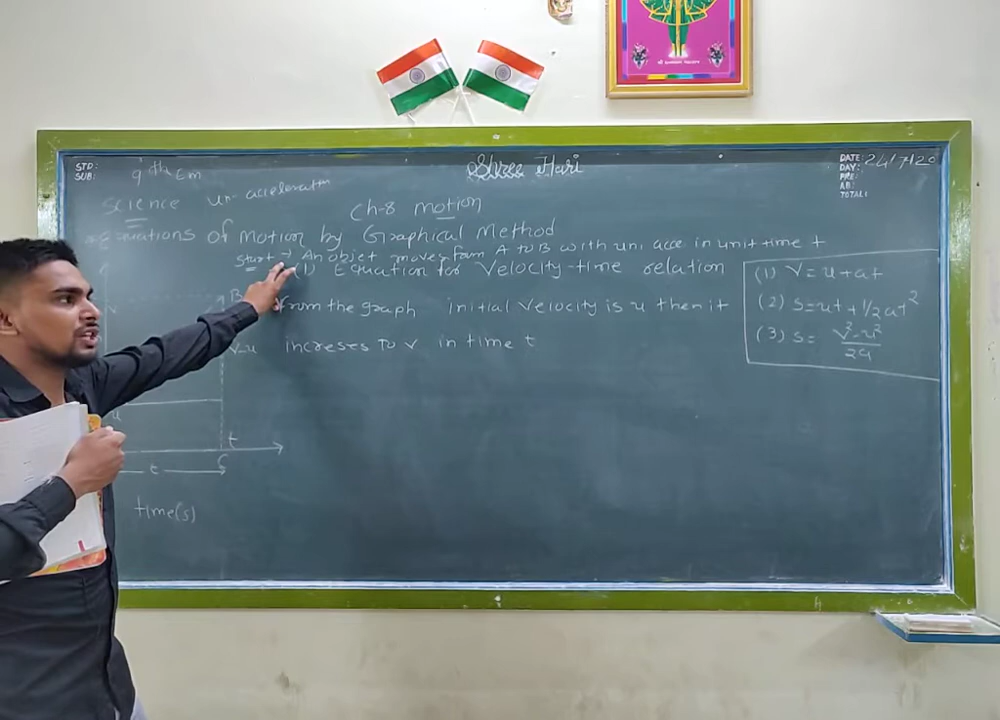 STD:
SUB:
9th Em
Shree Hari
DATE: 24/7/20
DAY:
PRE:
AB:
TOTAL:
Science
un-acceleratn
Ch-8 motion
equations of Motion by Graphical Method
Start → An objet moves from A to B with uni acce in unit time t
(1) Equation for Velocity-time relation
From the graph initial velocity is u then it
increses to v in time t
(1) v = u + at
(2) s = ut + 1/2 at²
(3) s = v² - u² / 2a
B
v-u
u
t
t
c
time(s)